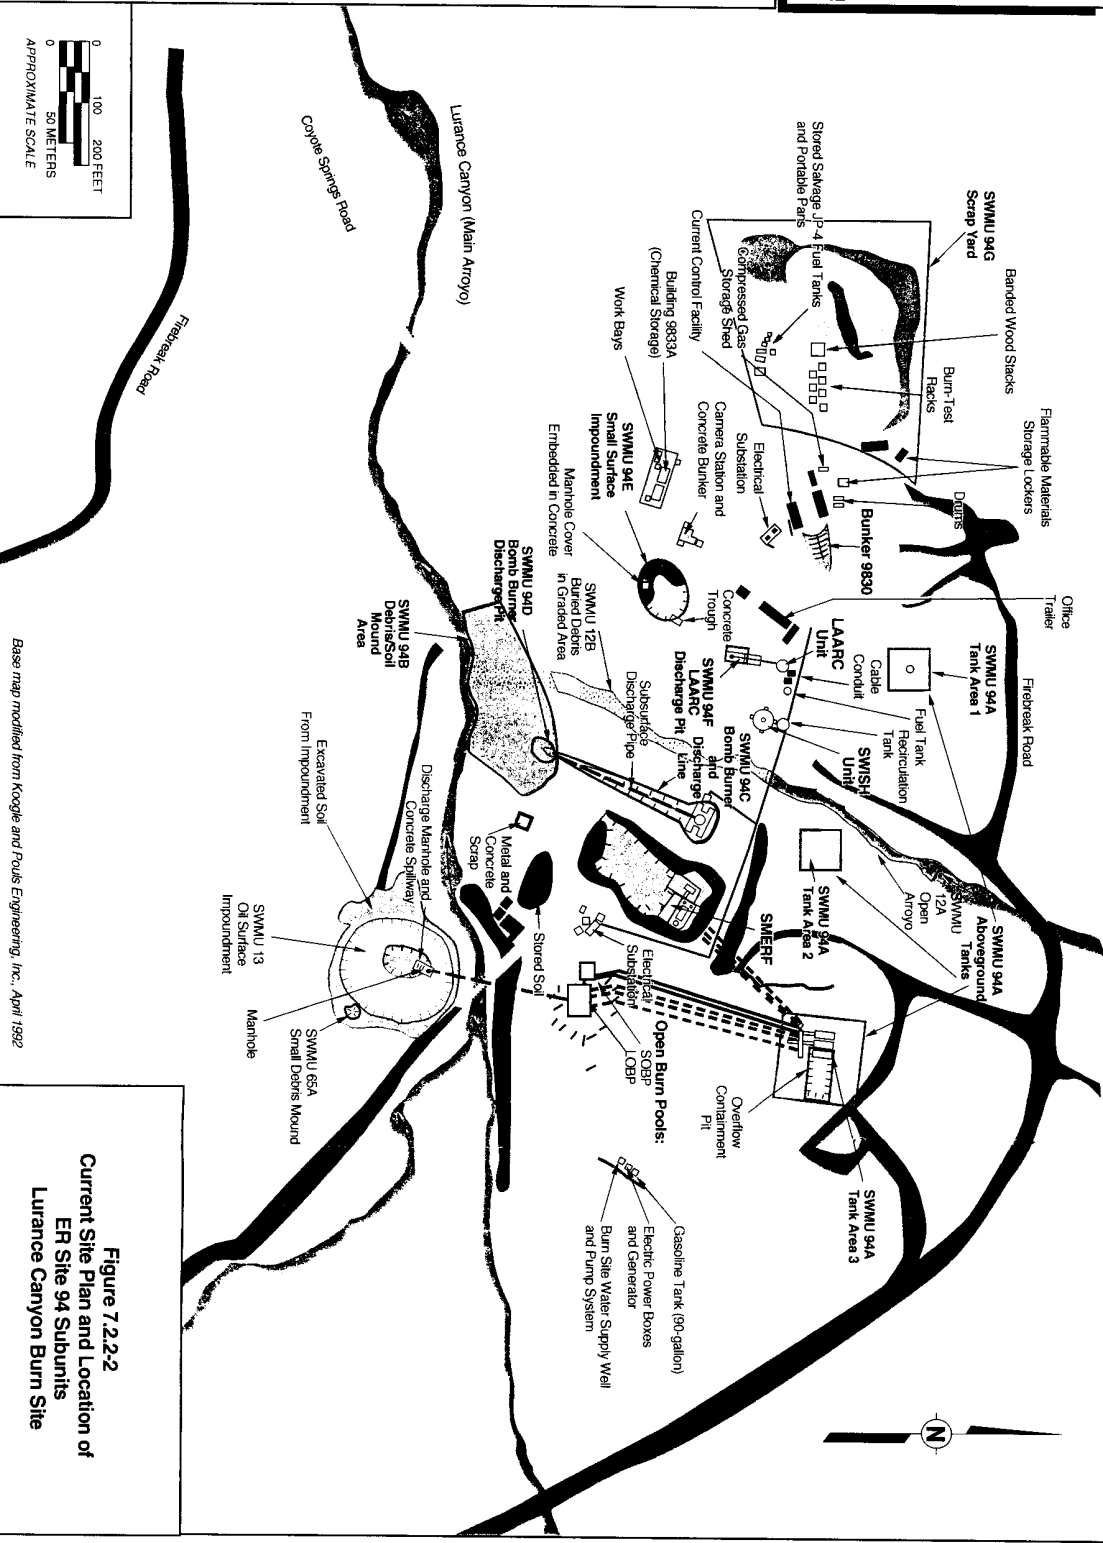 SWMU 94G
Scrap Yard
Banded Wood Stacks
Burn-Test
Racks
Flammable Materials
Storage Lockers
Drums
Bunker 9830
Office
Trailer
Firebreak Road
SWMU 94A
Tank Area 1
LAARC
Unit
Cable
Conduit
Fuel Tank
Recirculation
Tank
SWISH
Unit
SWMU
12A
Open
Arroyo
SWMU 94A
Aboveground
Tanks
SWMU 94A
Tank Area 2
SMERF
SWMU 94A
Tank Area 3
Overflow
Containment
Pit
Stored Salvage JP-4 Fuel Tanks
and Portable Pans
Compressed Gas
Storage Shed
Current Control Facility
Building 9833A
(Chemical Storage)
Work Bays
Electrical
Substation
Camera Station and
Concrete Bunker
SWMU 94E
Small Surface
Impoundment
Manhole Cover
Embedded in Concrete
Concrete
Trough
SWMU 12B
Buried Debris
in Graded Area
SWMU 94F
LAARC
Discharge Pit
SWMU 94C
Bomb Burner
and
Discharge
Line
Subsurface
Discharge Pipe
SWMU 94D
Bomb Burner
Discharge Pit
SWMU 94B
Debris/Soil
Mound
Area
Metal and
Concrete
Scrap
Stored Soil
Electrical
Substation
Open Burn Pools:
SOBP
LOBP
Gasoline Tank (90-gallon)
Electric Power Boxes
and Generator
Burn Site Water Supply Well
and Pump System
Lurance Canyon (Main Arroyo)
Coyote Springs Road
Firebreak Road
Discharge Manhole and
Concrete Spillway
Excavated Soil
From Impoundment
SWMU 13
Oil Surface
Impoundment
Manhole
SWMU 65A
Small Debris Mound
N
0 100 200 FEET
0 50 METERS
APPROXIMATE SCALE
Base map modified from Koogle and Pouls Engineering, Inc., April 1992
Figure 7.2.2-2
Current Site Plan and Location of
ER Site 94 Subunits
Lurance Canyon Burn Site